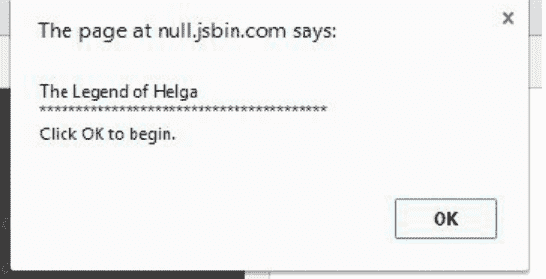 The page at null.jsbin.com says:
The Legend of Helga
****************************************
Click OK to begin.
OK